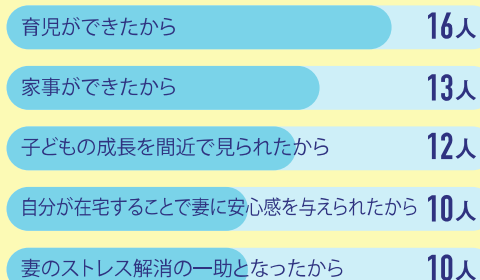 育児ができたから 16人
家事ができたから 13人
子どもの成長を間近で見られたから 12人
自分が在宅することで妻に安心感を与えられたから 10人
妻のストレス解消の一助となったから 10人